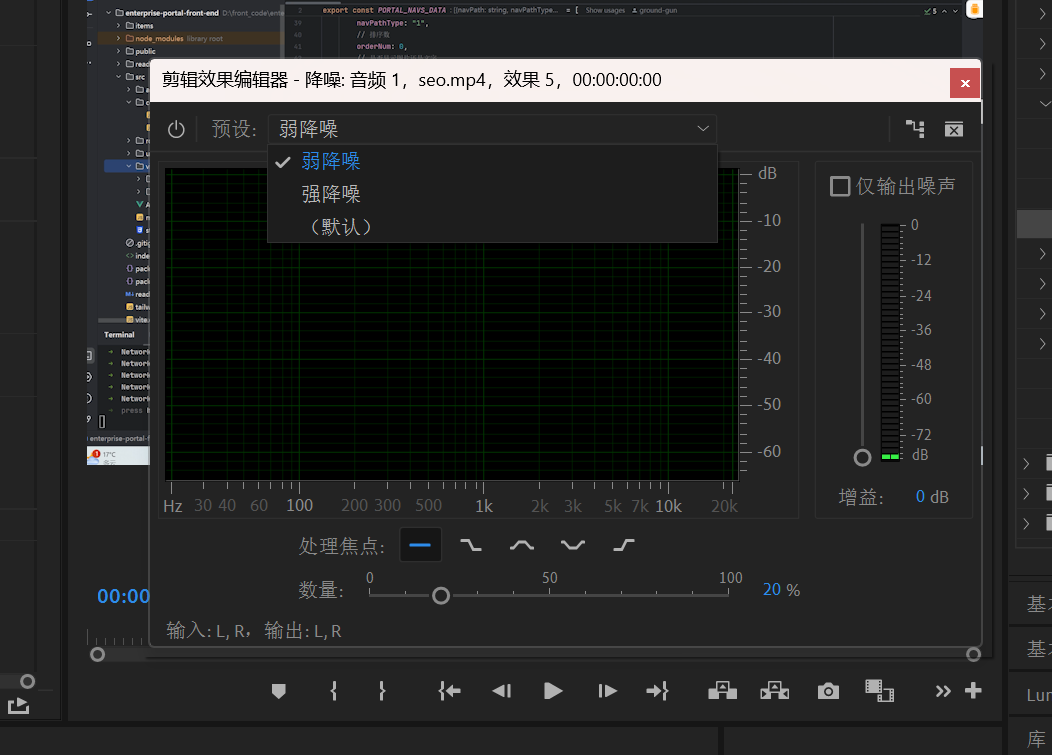 enterprise-portal-front-end D:\front_code\ente
items
node_modules library root
public
src
.gitig
inde
pack
pack
read
tailw
vite.
Terminal
→ Network
→ Network
→ Network
→ Network
→ Network
→ press h
enterprise-portal-f
17°C
export const PORTAL_NAVS_DATA : {(navPath: string, navPathType... = [ Show usages ground-gun
5
39 navPathType: "1",
40 // 排序数
41 orderNum: 0,
剪辑效果编辑器 - 降噪: 音频 1，seo.mp4，效果 5，00:00:00:00
预设: 弱降噪
弱降噪
强降噪
（默认）
dB
-10
-20
-30
-40
-50
-60
Hz 30 40 60 100 200 300 500 1k 2k 3k 5k 7k 10k 20k
仅输出噪声
0
-12
-24
-36
-48
-60
-72
dB
增益: 0 dB
处理焦点:
数量: 0 50 100 20 %
输入: L, R，输出: L, R
00:00
基
基
Lun
库